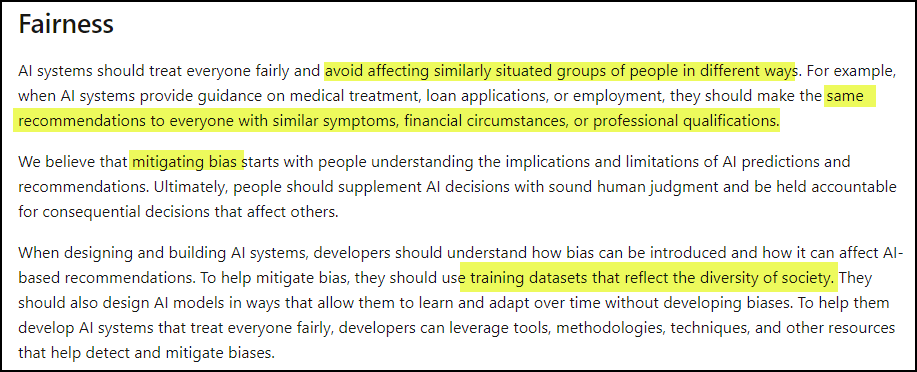 Fairness
AI systems should treat everyone fairly and avoid affecting similarly situated groups of people in different ways. For example,
when AI systems provide guidance on medical treatment, loan applications, or employment, they should make the same
recommendations to everyone with similar symptoms, financial circumstances, or professional qualifications.
We believe that mitigating bias starts with people understanding the implications and limitations of AI predictions and
recommendations. Ultimately, people should supplement AI decisions with sound human judgment and be held accountable
for consequential decisions that affect others.
When designing and building AI systems, developers should understand how bias can be introduced and how it can affect AI-
based recommendations. To help mitigate bias, they should use training datasets that reflect the diversity of society. They
should also design AI models in ways that allow them to learn and adapt over time without developing biases. To help them
develop AI systems that treat everyone fairly, developers can leverage tools, methodologies, techniques, and other resources
that help detect and mitigate biases.